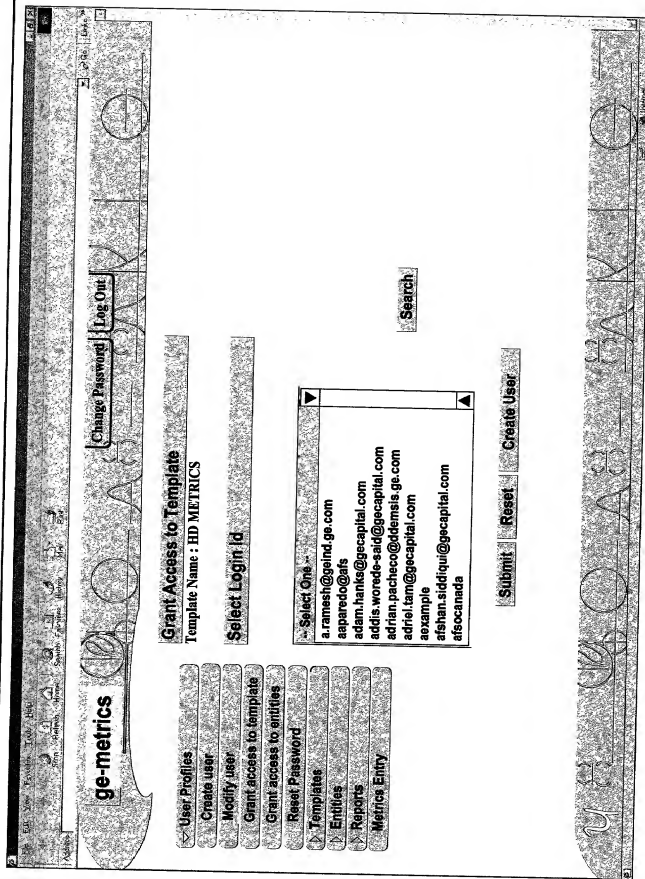 ge-metrics
Change Password
Log Out
User Profiles
Create user
Modify user
Grant access to template
Grant access to entities
Reset Password
Templates
Entities
Reports
Metrics Entry
Grant Access to Template
Template Name : HD METRICS
Select Login id
-- Select One --
a.ramesh@geind.ge.com
aaparedo@afs
adam.hanks@gecapital.com
addis.worede-said@gecapital.com
adrian.pacheco@ddemsis.ge.com
adriel.tam@gecapital.com
aexample
afshan.siddiqui@gecapital.com
afsocanada
Search
Submit
Reset
Create User